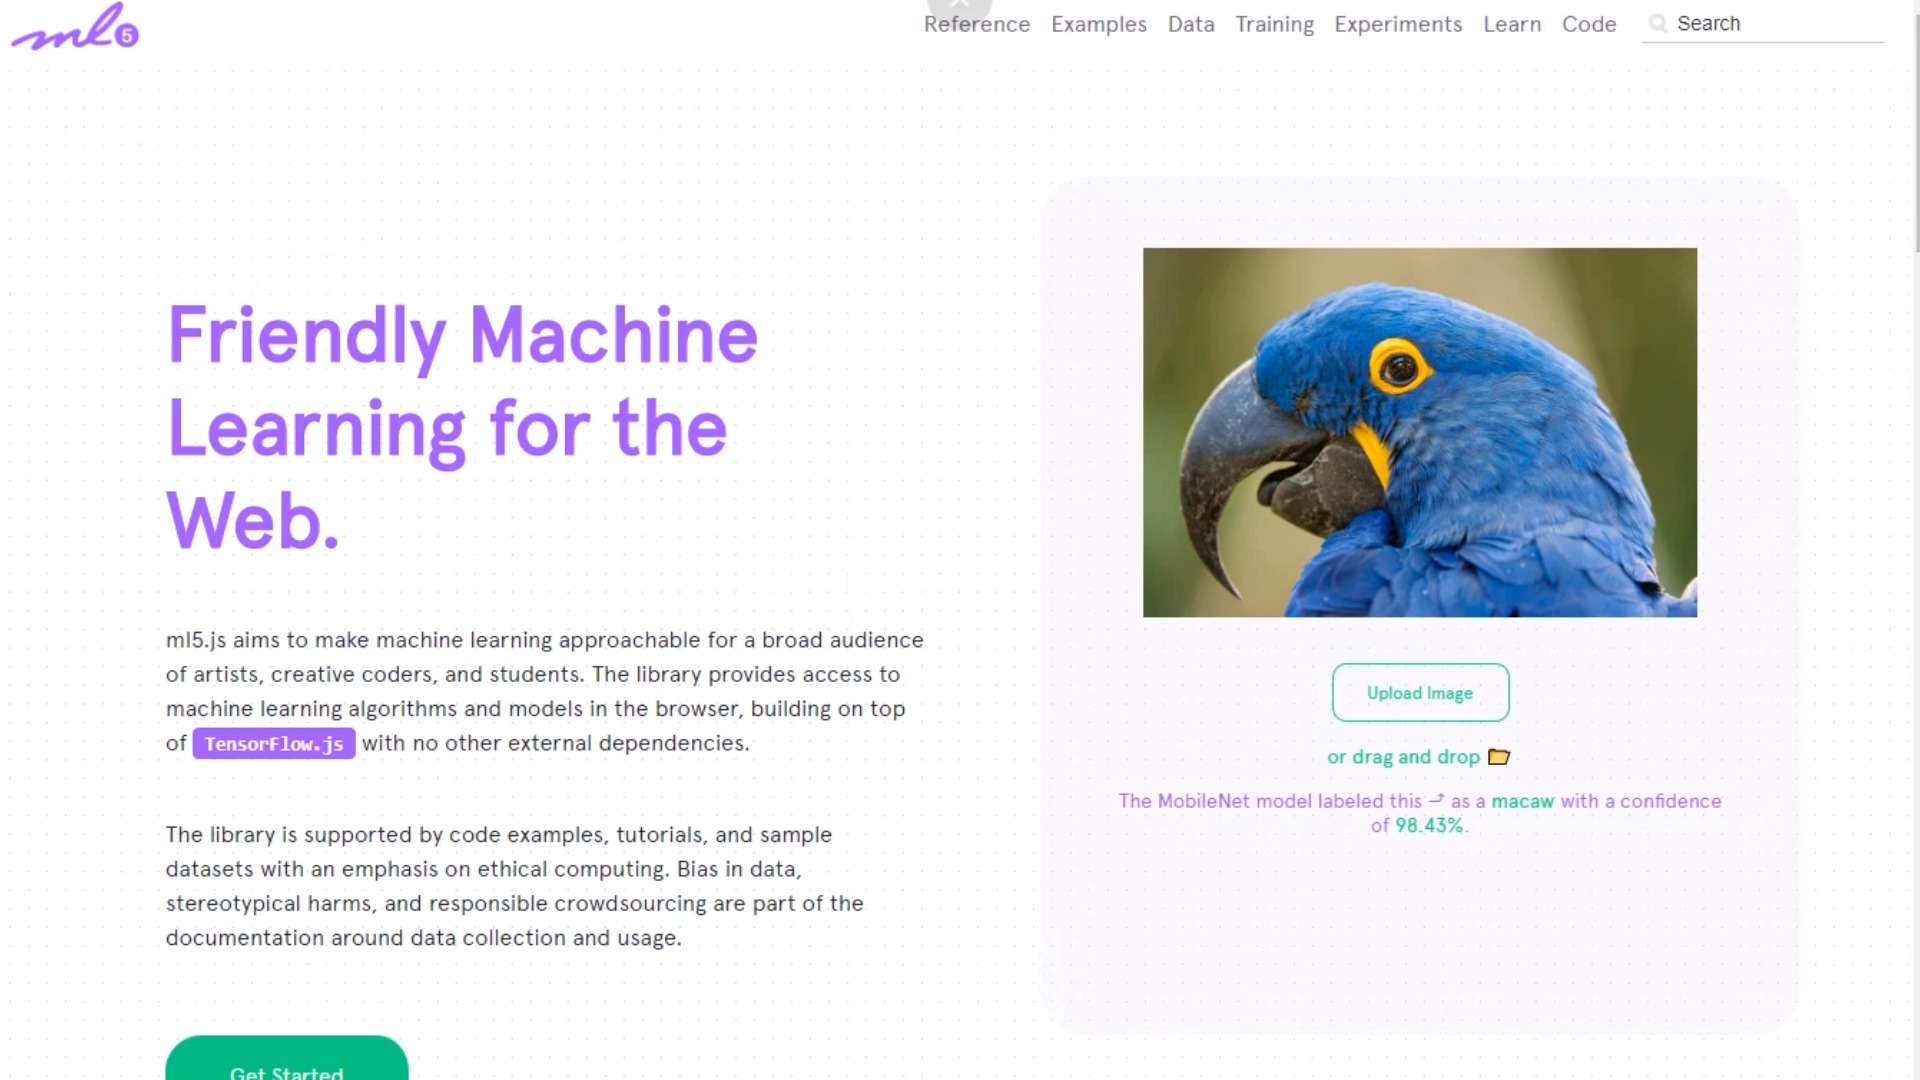 ml5
Reference Examples Data Training Experiments Learn Code Search
Friendly Machine
Learning for the
Web.
ml5.js aims to make machine learning approachable for a broad audience
of artists, creative coders, and students. The library provides access to
machine learning algorithms and models in the browser, building on top
of TensorFlow.js with no other external dependencies.
The library is supported by code examples, tutorials, and sample
datasets with an emphasis on ethical computing. Bias in data,
stereotypical harms, and responsible crowdsourcing are part of the
documentation around data collection and usage.
Get Started
Upload Image
or drag and drop
The MobileNet model labeled this ⮥ as a macaw with a confidence
of 98.43%.